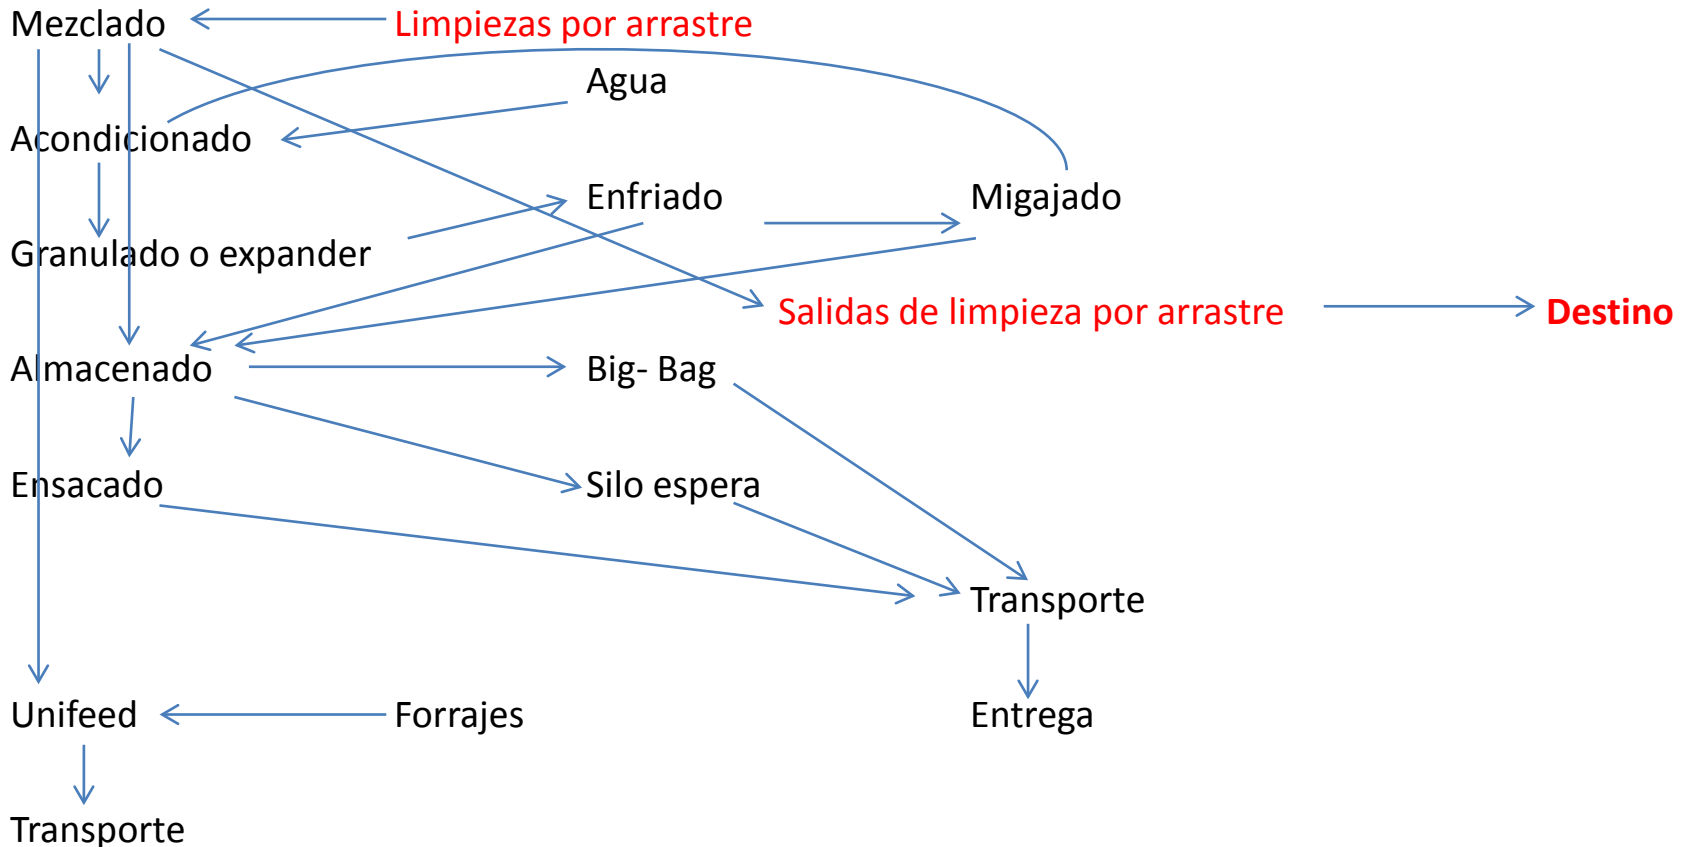 Mezclado
Limpiezas por arrastre
Agua
Acondicionado
Enfriado
Migajado
Granulado o expander
Salidas de limpieza por arrastre
Destino
Almacenado
Big- Bag
Ensacado
Silo espera
Transporte
Unifeed
Forrajes
Entrega
Transporte